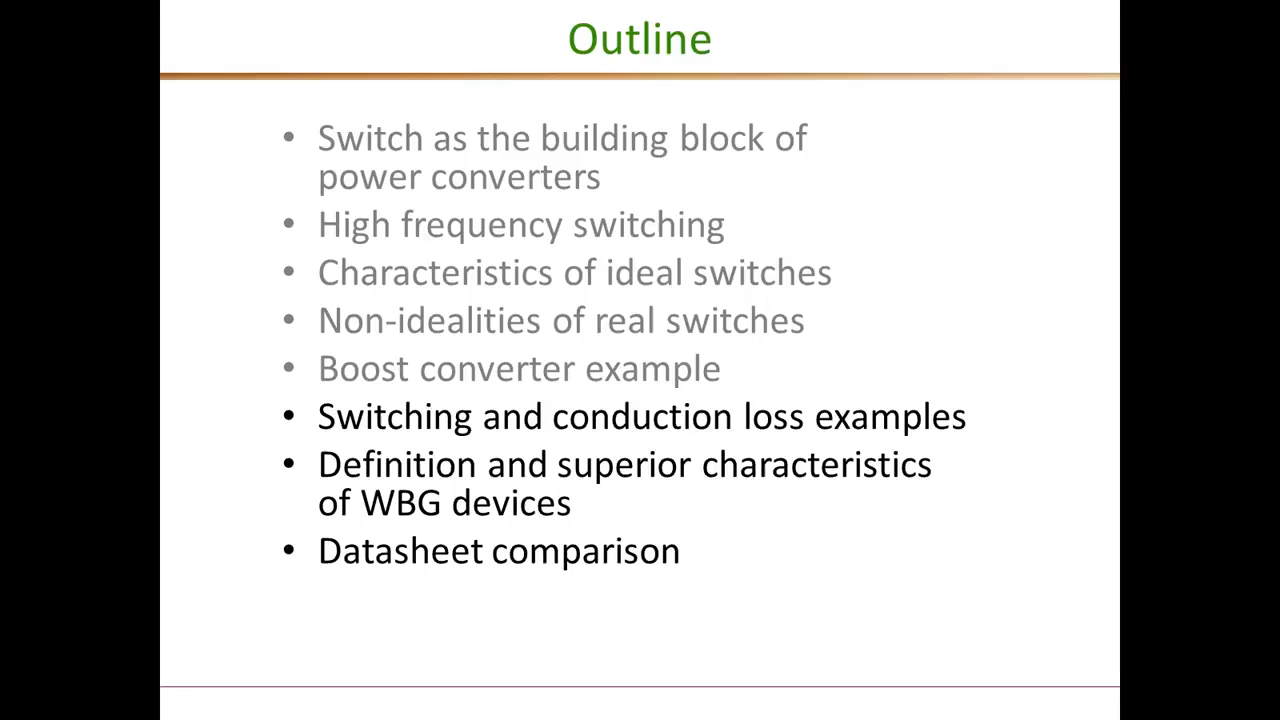 Outline
• Switch as the building block of
power converters
• High frequency switching
• Characteristics of ideal switches
• Non-idealities of real switches
• Boost converter example
• Switching and conduction loss examples
• Definition and superior characteristics
of WBG devices
• Datasheet comparison